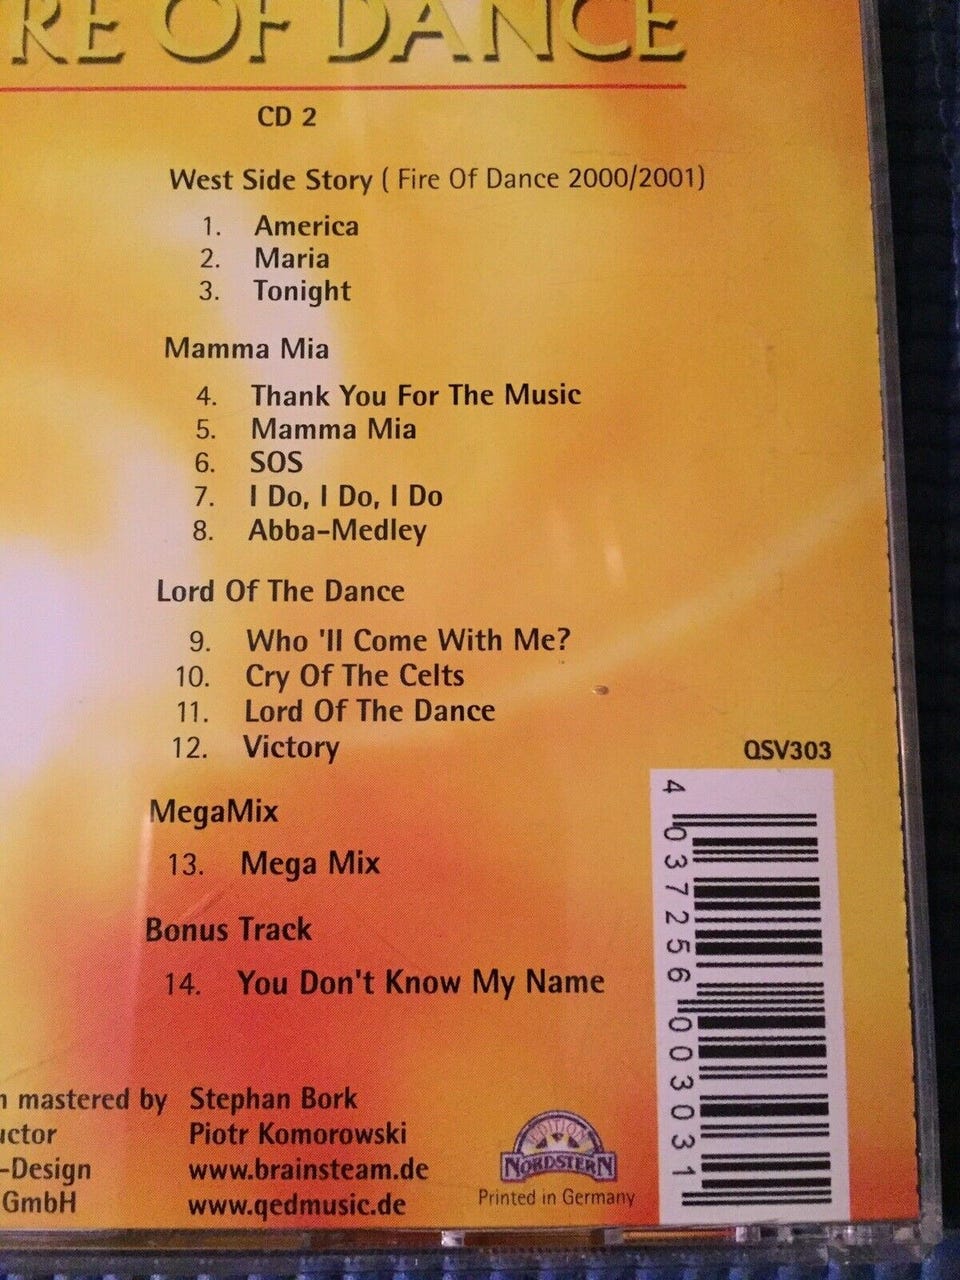 RE OF DANCE
CD 2
West Side Story ( Fire Of Dance 2000/2001)
1. America
2. Maria
3. Tonight
Mamma Mia
4. Thank You For The Music
5. Mamma Mia
6. SOS
7. I Do, I Do, I Do
8. Abba-Medley
Lord Of The Dance
9. Who 'll Come With Me?
10. Cry Of The Celts
11. Lord Of The Dance
12. Victory
MegaMix
13. Mega Mix
Bonus Track
14. You Don't Know My Name
QSV303
4 037256 003031
mastered by Stephan Bork
uctor Piotr Komorowski
-Design www.brainsteam.de
GmbH www.qedmusic.de
EDITION
NORDSTERN
Printed in Germany